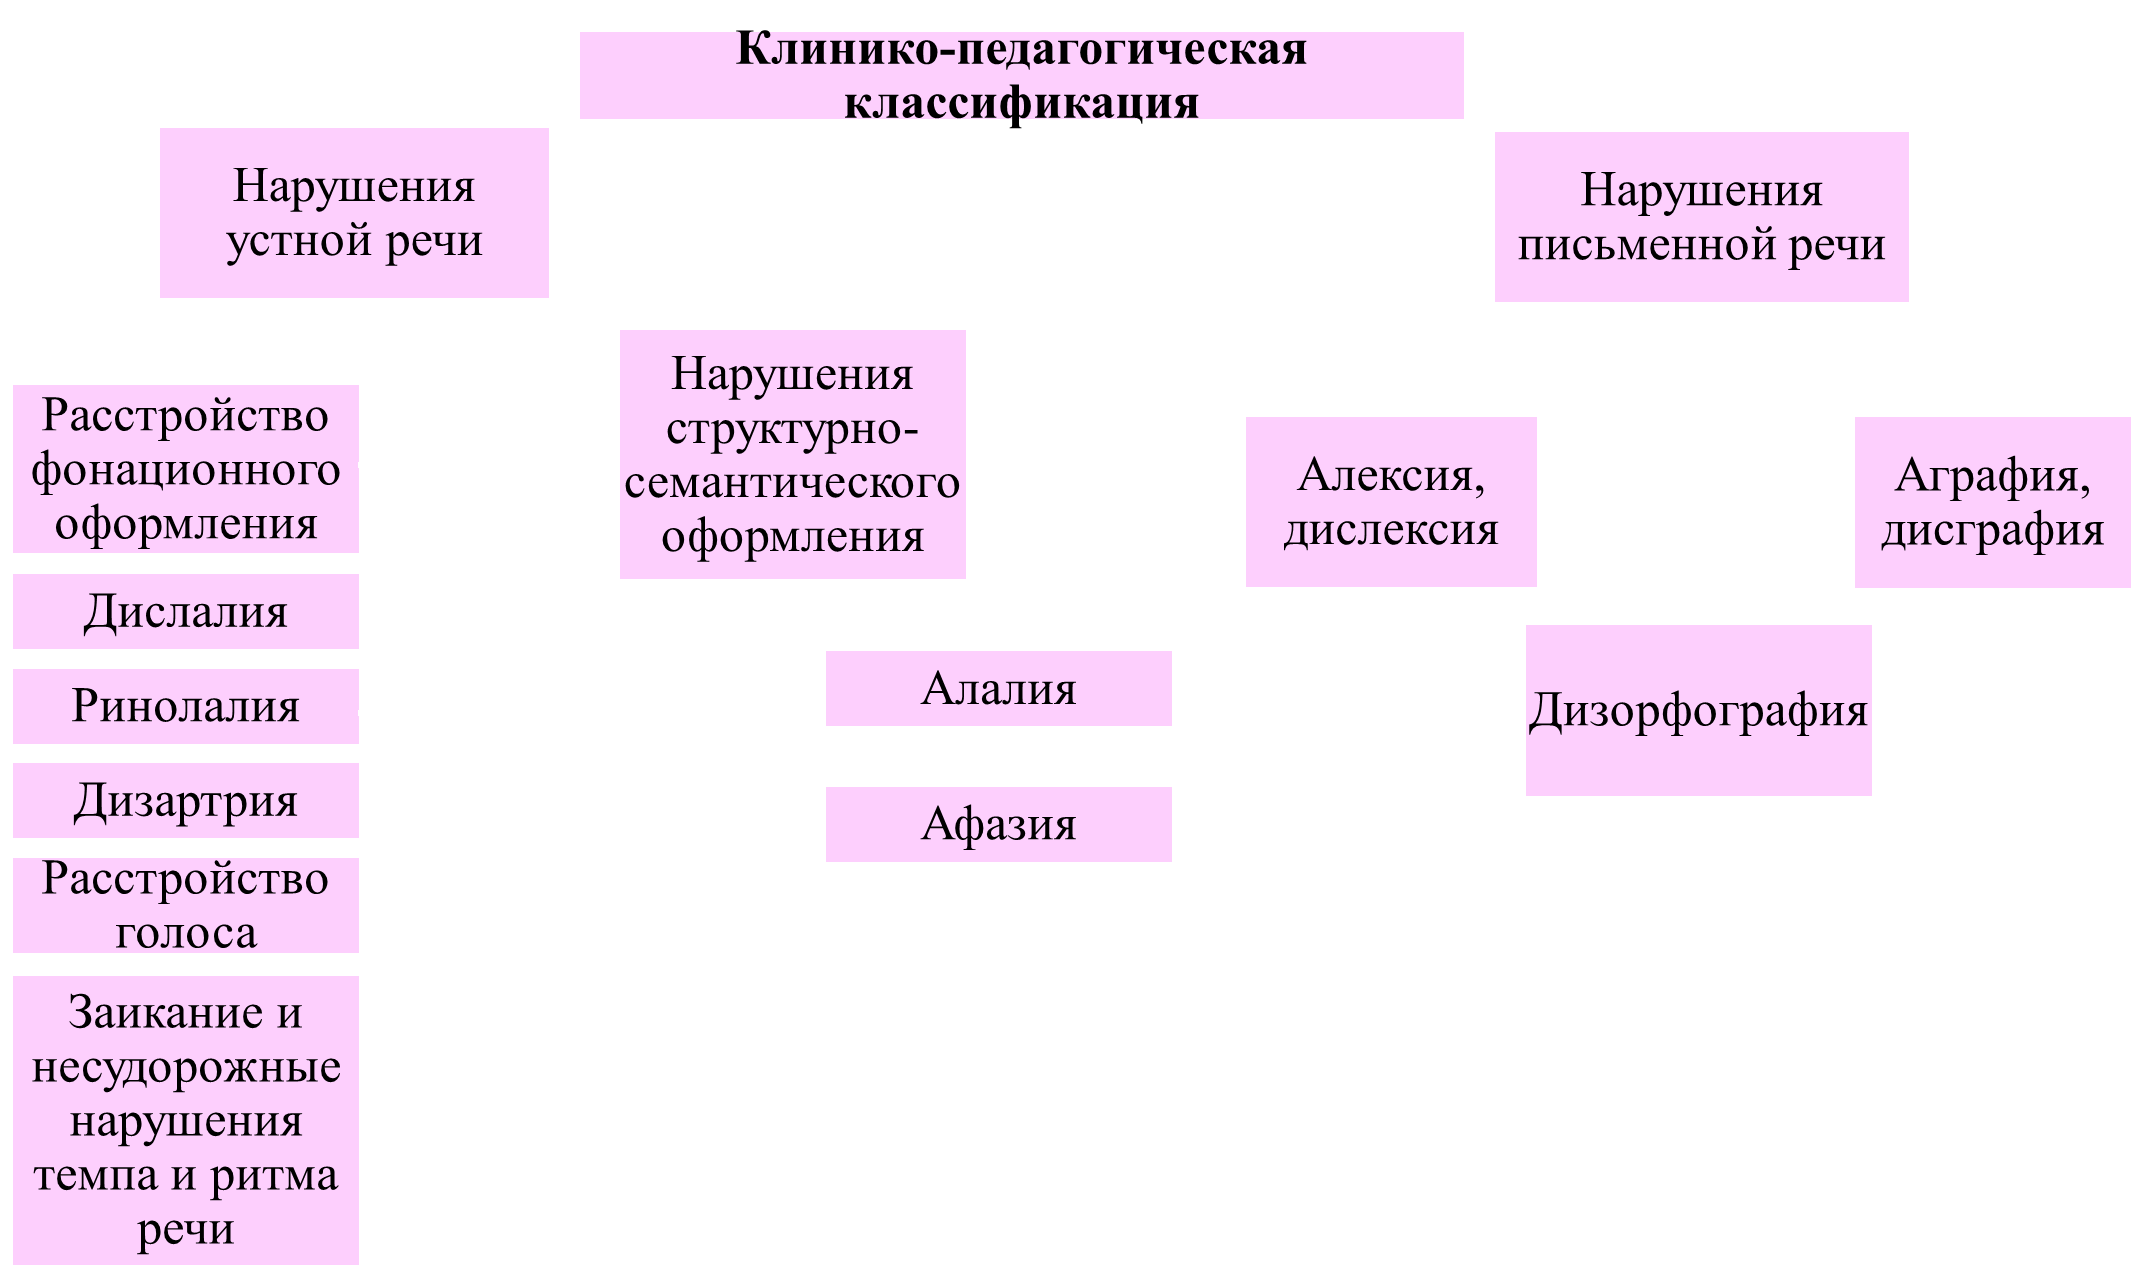 Клинико-педагогическая
классификация
Нарушения
устной речи
Нарушения
письменной речи
Расстройство
фонационного
оформления
Нарушения
структурно-
семантического
оформления
Алексия,
дислексия
Аграфия,
дисграфия
Дислалия
Ринолалия
Дизартрия
Расстройство
голоса
Заикание и
несудорожные
нарушения
темпа и ритма
речи
Алалия
Афазия
Дизорфография